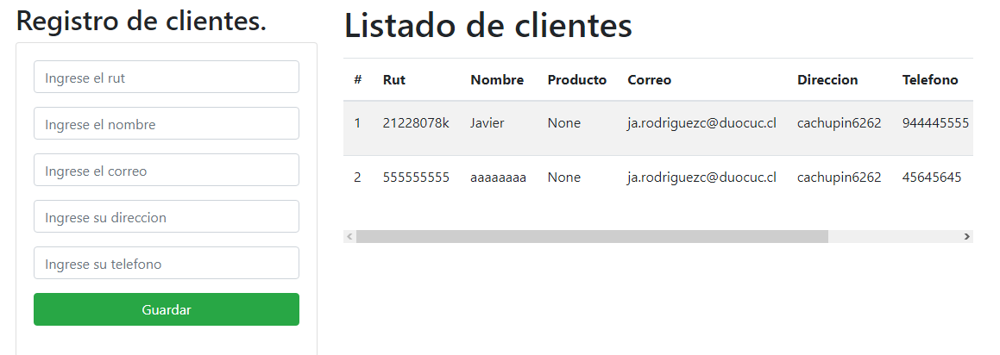 Registro de clientes.
Ingrese el rut
Ingrese el nombre
Ingrese el correo
Ingrese su direccion
Ingrese su telefono
Guardar
Listado de clientes
# Rut Nombre Producto Correo Direccion Telefono
1 21228078k Javier None ja.rodriguezc@duocuc.cl cachupin6262 944445555
2 555555555 aaaaaaaa None ja.rodriguezc@duocuc.cl cachupin6262 45645645